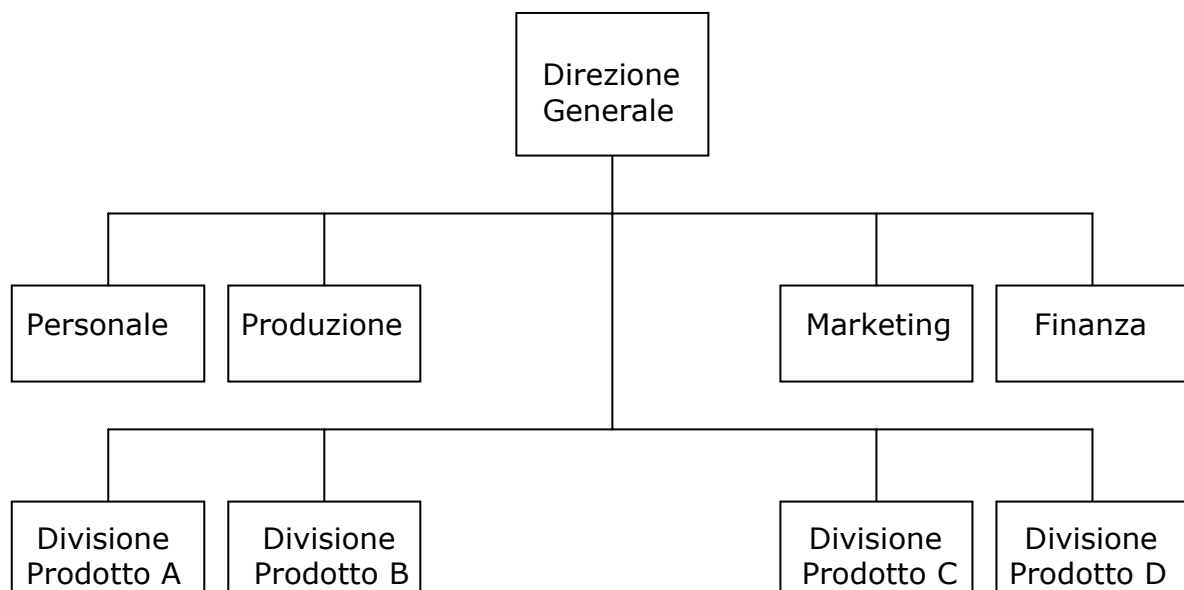 Direzione
Generale
Personale
Produzione
Marketing
Finanza
Divisione
Prodotto A
Divisione
Prodotto B
Divisione
Prodotto C
Divisione
Prodotto D